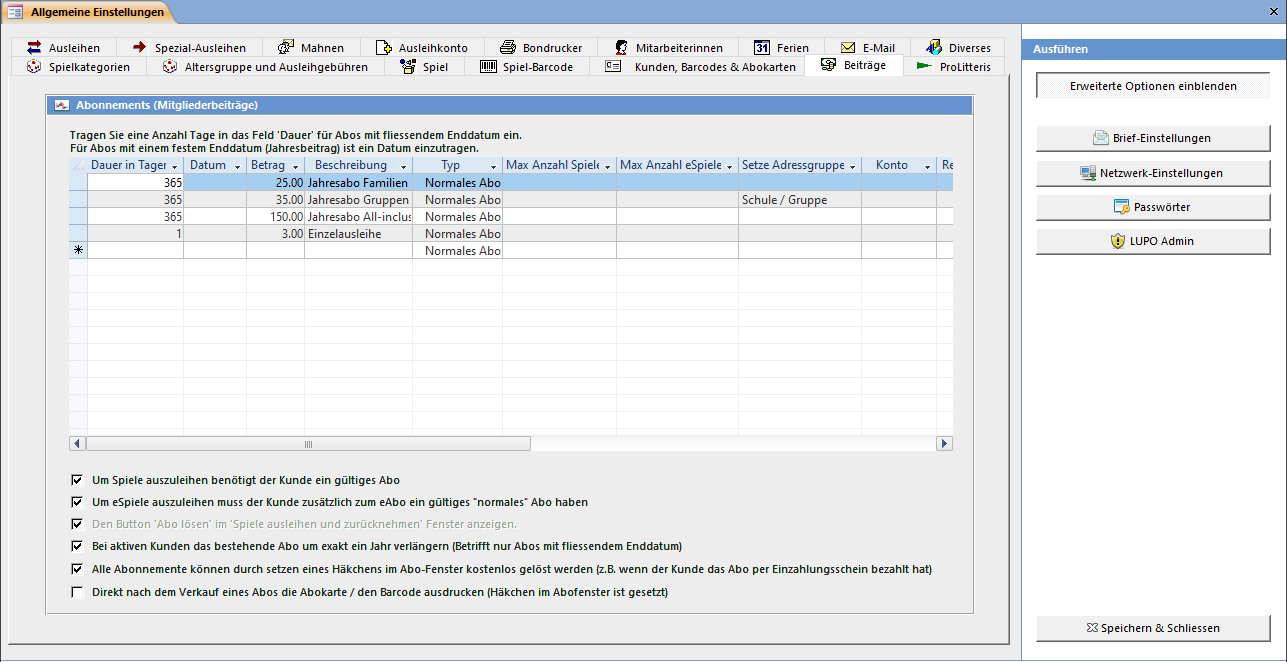 Allgemeine Einstellungen
Ausleihen Spezial-Ausleihen Mahnen Ausleihkonto Bondrucker Mitarbeiterinnen 31 Ferien E-Mail Diverses
Spielkategorien Altersgruppe und Ausleihgebühren Spiel Spiel-Barcode Kunden, Barcodes & Abokarten Beiträge ProLitteris
Abonnements (Mitgliederbeiträge)
Tragen Sie eine Anzahl Tage in das Feld 'Dauer' für Abos mit fliessendem Enddatum ein.
Für Abos mit einem festem Enddatum (Jahresbeitrag) ist ein Datum einzutragen.
Dauer in Tager Datum Betrag Beschreibung Typ Max Anzahl Spiele Max Anzahl eSpiele Setze Adressgruppe Konto Re
365 25.00 Jahresabo Familien Normales Abo
365 35.00 Jahresabo Gruppen Normales Abo Schule / Gruppe
365 150.00 Jahresabo All-inclus Normales Abo
1 3.00 Einzelausleihe Normales Abo
Normales Abo
Um Spiele auszuleihen benötigt der Kunde ein gültiges Abo
Um eSpiele auszuleihen muss der Kunde zusätzlich zum eAbo ein gültiges "normales" Abo haben
Den Button 'Abo lösen' im 'Spiele ausleihen und zurücknehmen' Fenster anzeigen.
Bei aktiven Kunden das bestehende Abo um exakt ein Jahr verlängern (Betrifft nur Abos mit fliessendem Enddatum)
Alle Abonnemente können durch setzen eines Häkchens im Abo-Fenster kostenlos gelöst werden (z.B. wenn der Kunde das Abo per Einzahlungsschein bezahlt hat)
Direkt nach dem Verkauf eines Abos die Abokarte / den Barcode ausdrucken (Häkchen im Abofenster ist gesetzt)
Ausführen
Erweiterte Optionen einblenden
Brief-Einstellungen
Netzwerk-Einstellungen
Passwörter
LUPO Admin
Speichern & Schliessen